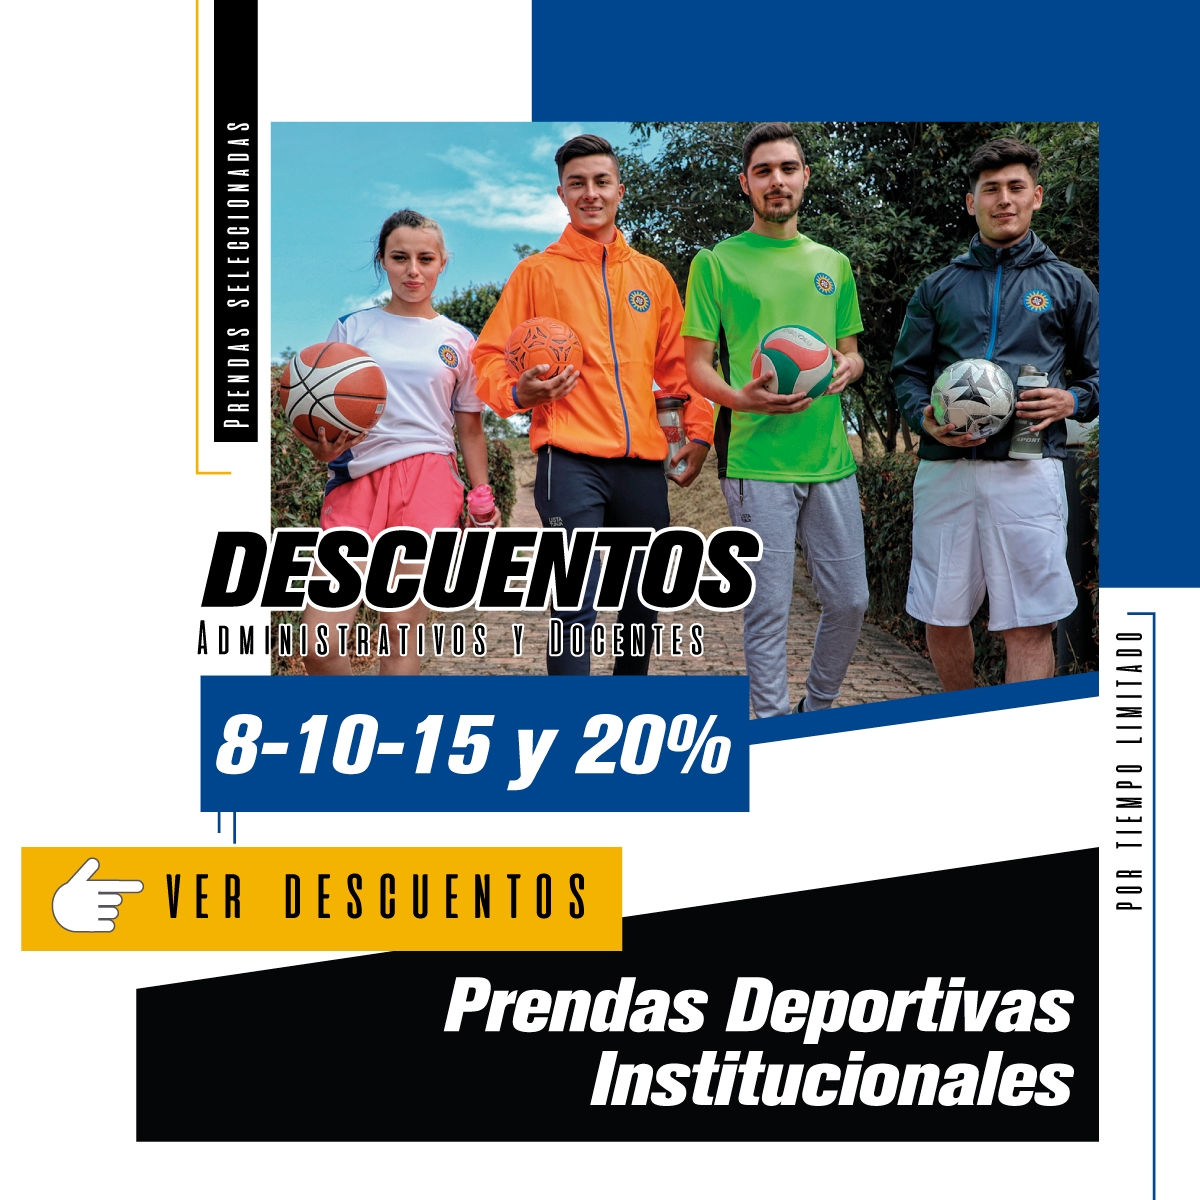 PRENDAS SELECCIONADAS
DESCUENTOS
ADMINISTRATIVOS Y DOCENTES
8-10-15 y 20%
VER DESCUENTOS
POR TIEMPO LIMITADO
Prendas Deportivas
Institucionales